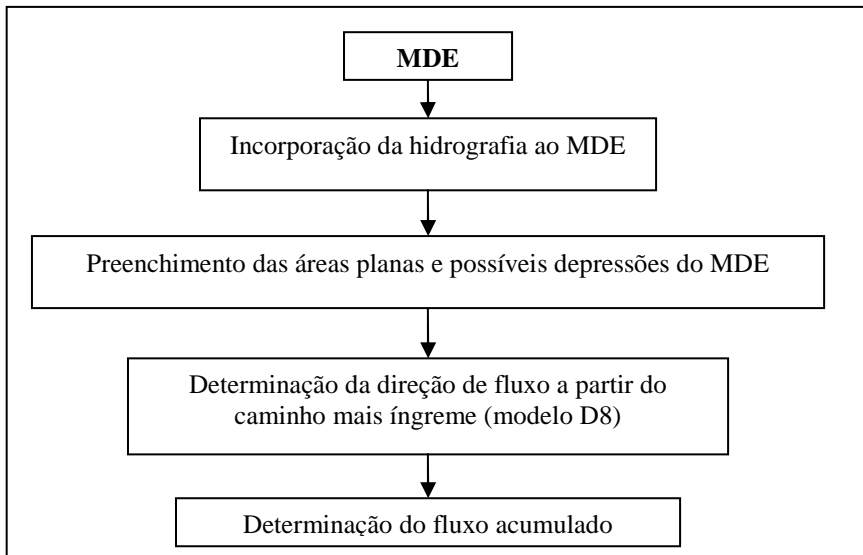 MDE
Incorporação da hidrografia ao MDE
Preenchimento das áreas planas e possíveis depressões do MDE
Determinação da direção de fluxo a partir do
caminho mais íngreme (modelo D8)
Determinação do fluxo acumulado